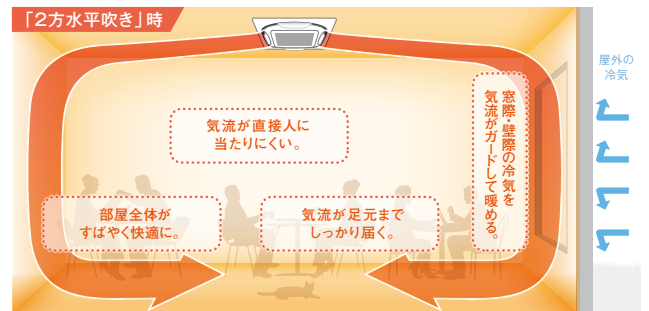 「2方水平吹き」時
屋外の
冷気
気流が直接人に
当たりにくい。
窓際・壁際の冷気を
気流がガードして暖める。
部屋全体が
すばやく快適に。
気流が足元まで
しっかり届く。